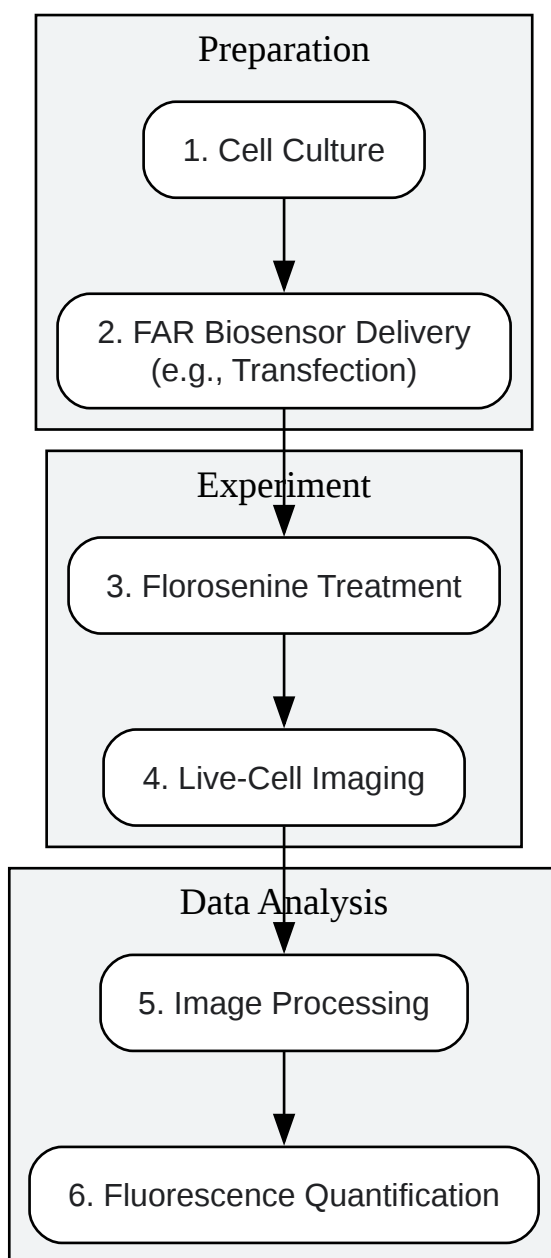 Preparation
1. Cell Culture
2. FAR Biosensor Delivery
(e.g., Transfection)
Experiment
3. Florosenine Treatment
4. Live-Cell Imaging
Data Analysis
5. Image Processing
6. Fluorescence Quantification